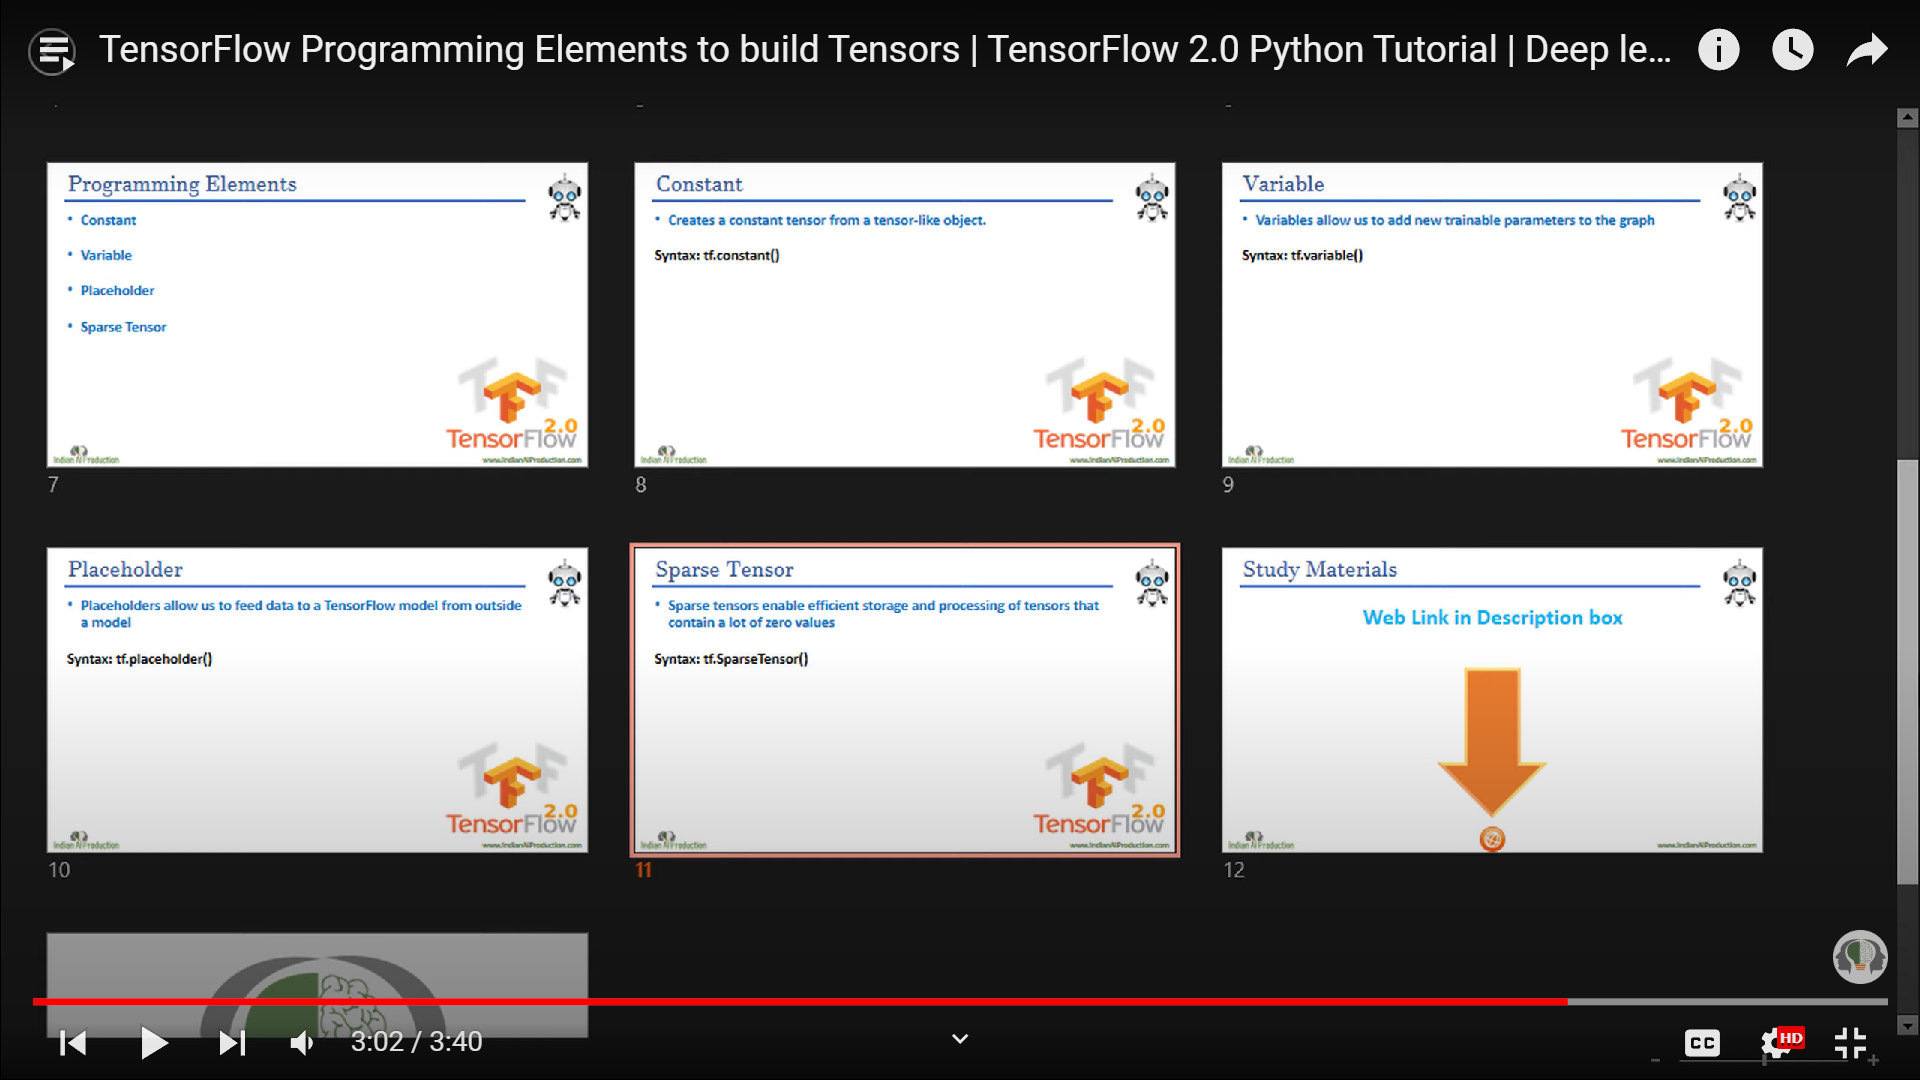 TensorFlow Programming Elements to build Tensors | TensorFlow 2.0 Python Tutorial | Deep le...
Programming Elements
• Constant
• Variable
• Placeholder
• Sparse Tensor
2.0
TensorFlow
Indian AI Production
www.IndianAIProduction.com
7
Constant
• Creates a constant tensor from a tensor-like object.
Syntax: tf.constant()
2.0
TensorFlow
Indian AI Production
www.IndianAIProduction.com
8
Variable
• Variables allow us to add new trainable parameters to the graph
Syntax: tf.variable()
2.0
TensorFlow
Indian AI Production
www.IndianAIProduction.com
9
Placeholder
• Placeholders allow us to feed data to a TensorFlow model from outside
a model
Syntax: tf.placeholder()
2.0
TensorFlow
Indian AI Production
www.IndianAIProduction.com
10
Sparse Tensor
• Sparse tensors enable efficient storage and processing of tensors that
contain a lot of zero values
Syntax: tf.SparseTensor()
2.0
TensorFlow
Indian AI Production
www.IndianAIProduction.com
11
Study Materials
Web Link in Description box
Indian AI Production
www.IndianAIProduction.com
12
3:02 / 3:40
CC
HD